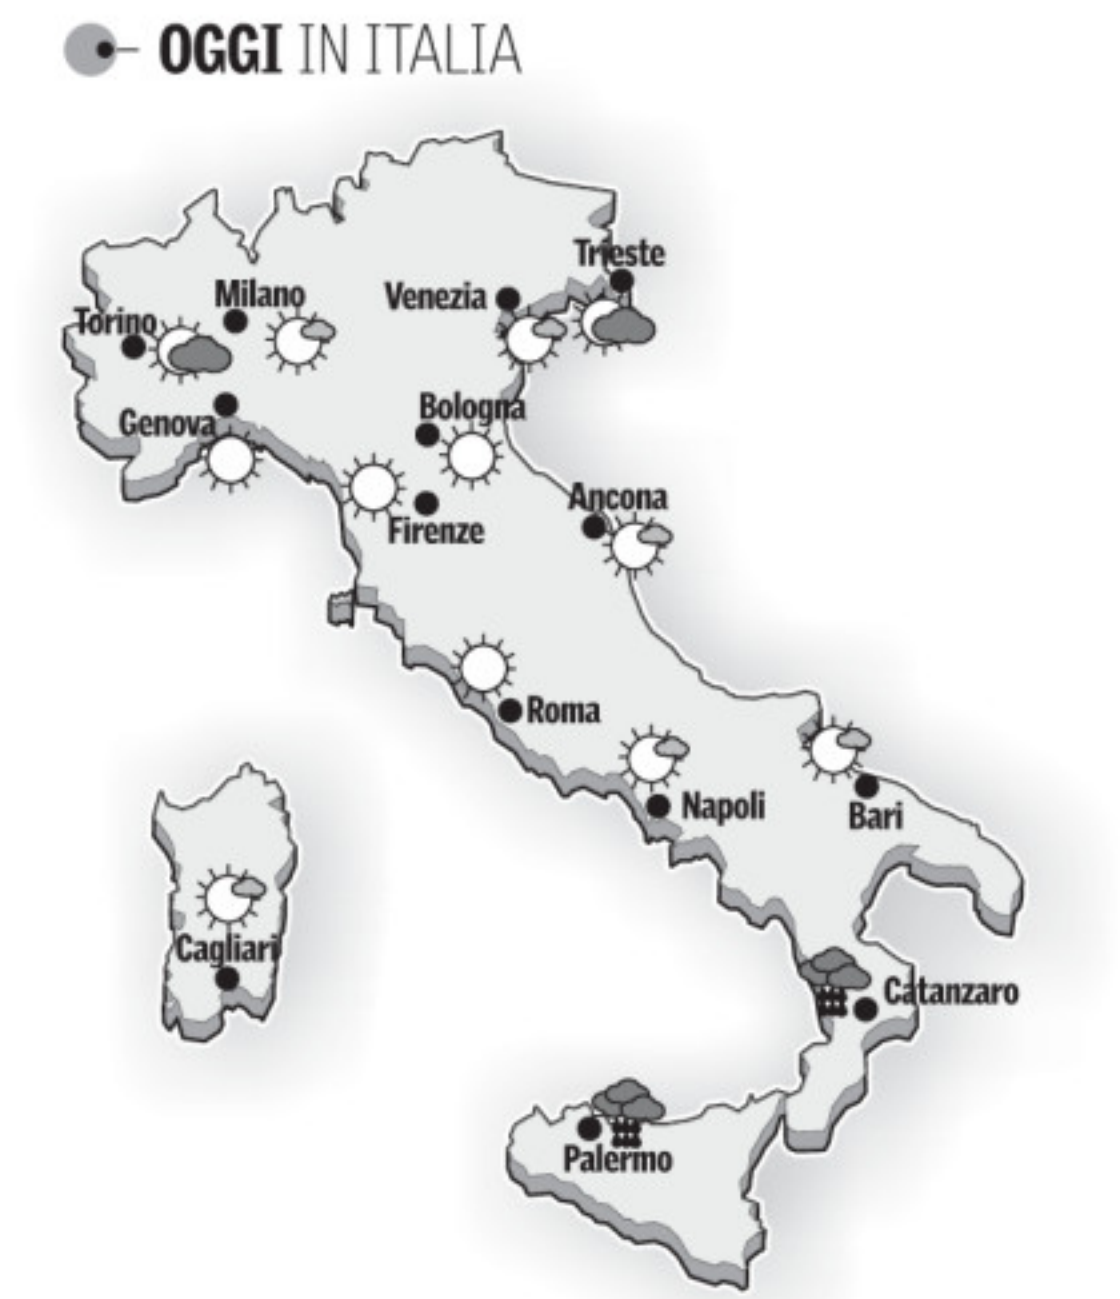 OGGI IN ITALIA
Trieste
Milano
Venezia
Torino
Bologna
Genova
Ancona
Firenze
Roma
Napoli
Bari
Cagliari
Catanzaro
Palermo